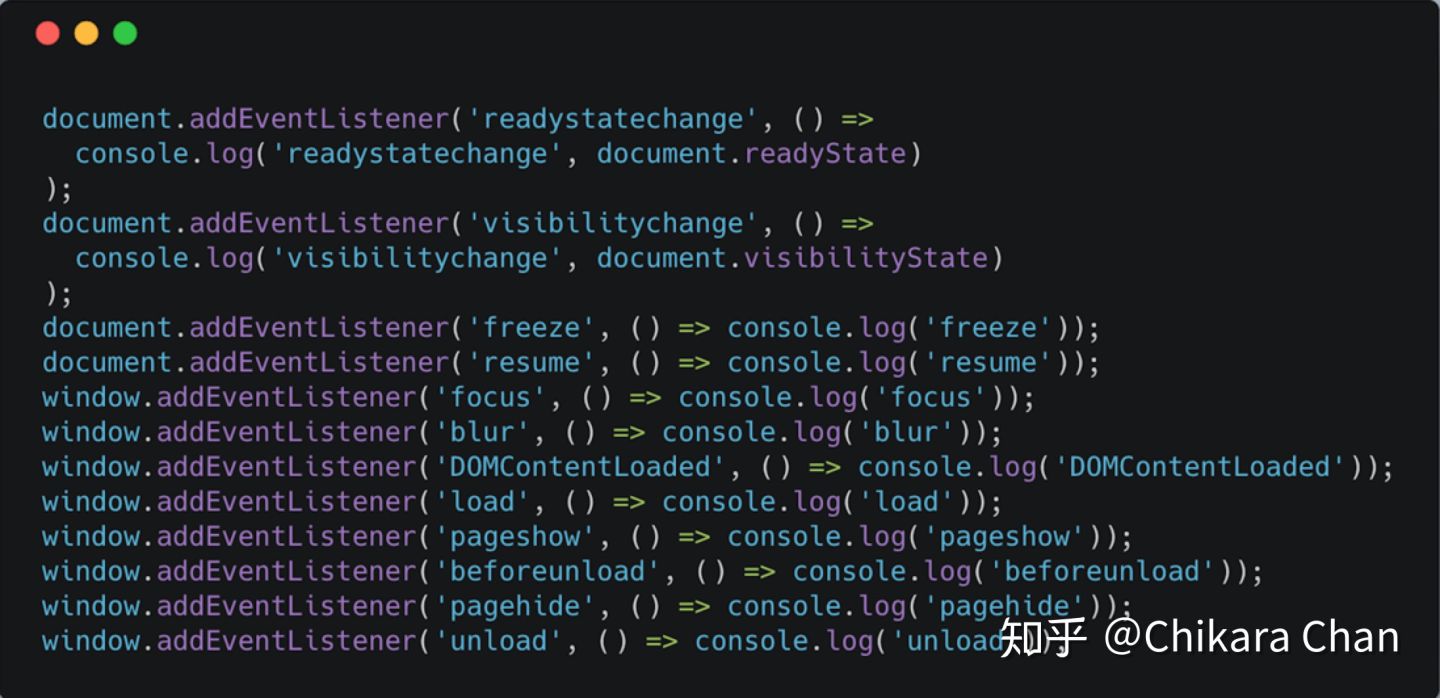 document.addEventListener('readystatechange', () =>
  console.log('readystatechange', document.readyState)
);
document.addEventListener('visibilitychange', () =>
  console.log('visibilitychange', document.visibilityState)
);
document.addEventListener('freeze', () => console.log('freeze'));
document.addEventListener('resume', () => console.log('resume'));
window.addEventListener('focus', () => console.log('focus'));
window.addEventListener('blur', () => console.log('blur'));
window.addEventListener('DOMContentLoaded', () => console.log('DOMContentLoaded'));
window.addEventListener('load', () => console.log('load'));
window.addEventListener('pageshow', () => console.log('pageshow'));
window.addEventListener('beforeunload', () => console.log('beforeunload'));
window.addEventListener('pagehide', () => console.log('pagehide'));
window.addEventListener('unload', () => console.log('unload'));
知乎 @Chikara Chan